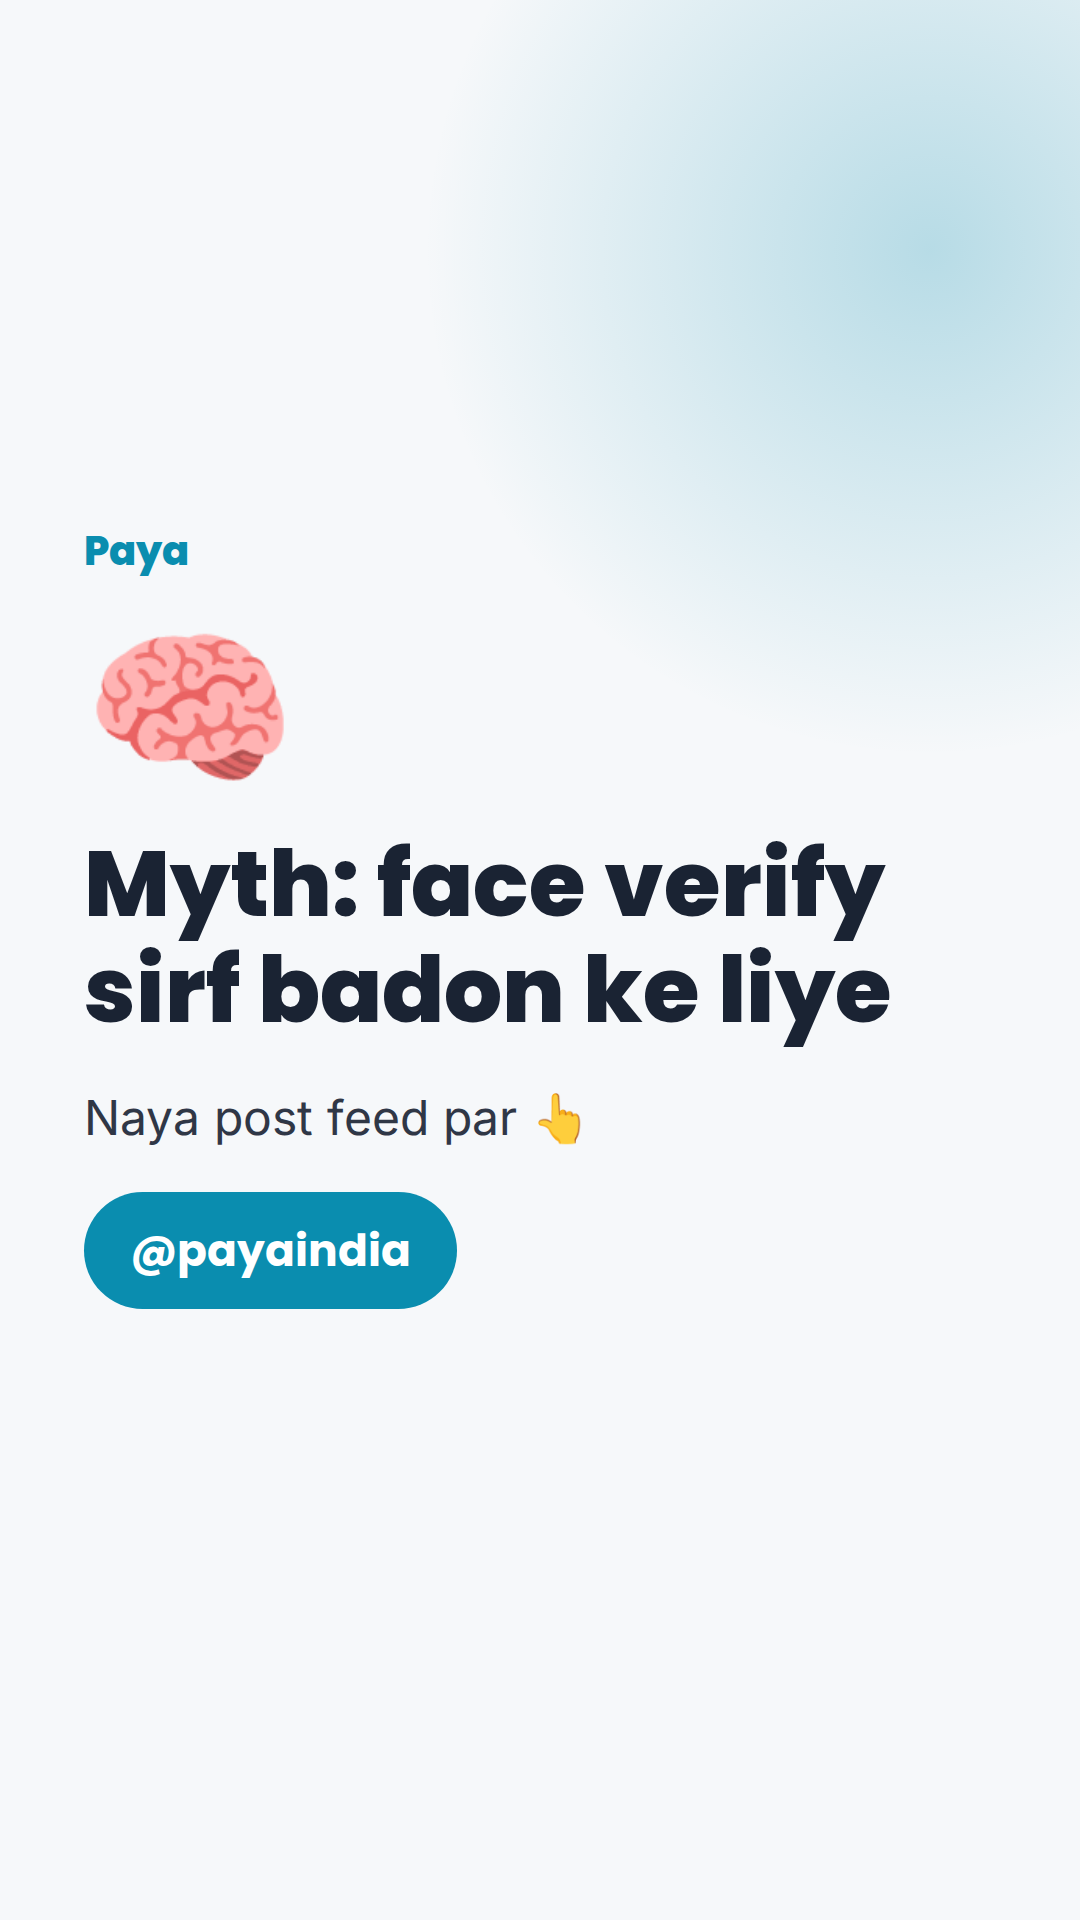 Paya
Myth: face verify
sirf badon ke liye
Naya post feed par 👆
@payaindia